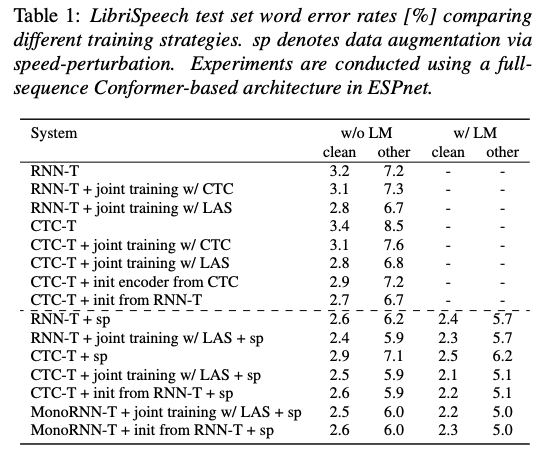 Table 1: LibriSpeech test set word error rates [%] comparing
different training strategies. sp denotes data augmentation via
speed-perturbation. Experiments are conducted using a full-
sequence Conformer-based architecture in ESPnet.
System w/o LM w/ LM
clean other clean other
RNN-T 3.2 7.2 - -
RNN-T + joint training w/ CTC 3.1 7.3 - -
RNN-T + joint training w/ LAS 2.8 6.7 - -
CTC-T 3.4 8.5 - -
CTC-T + joint training w/ CTC 3.1 7.6 - -
CTC-T + joint training w/ LAS 2.8 6.8 - -
CTC-T + init encoder from CTC 2.9 7.2 - -
CTC-T + init from RNN-T 2.7 6.7 - -
RNN-T + sp 2.6 6.2 2.4 5.7
RNN-T + joint training w/ LAS + sp 2.4 5.9 2.3 5.7
CTC-T + sp 2.9 7.1 2.5 6.2
CTC-T + joint training w/ LAS + sp 2.5 5.9 2.1 5.1
CTC-T + init from RNN-T + sp 2.6 5.9 2.2 5.1
MonoRNN-T + joint training w/ LAS + sp 2.5 6.0 2.2 5.0
MonoRNN-T + init from RNN-T + sp 2.6 6.0 2.3 5.0